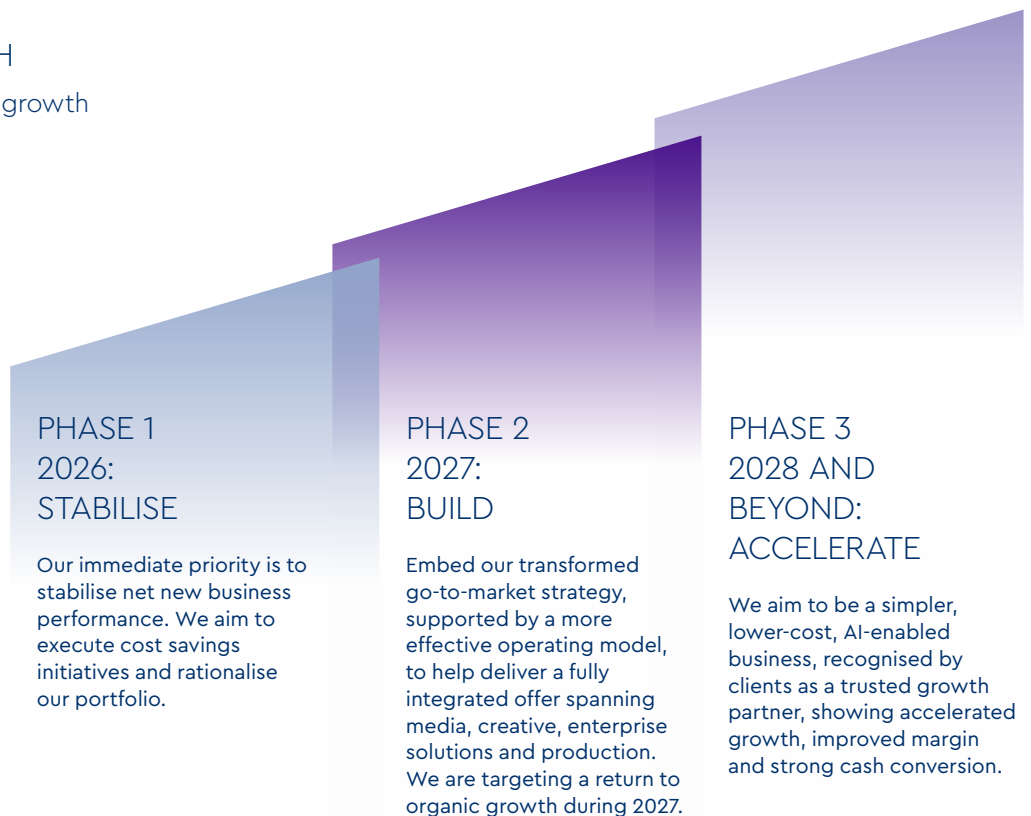 H
growth
PHASE 1
2026:
STABILISE
Our immediate priority is to
stabilise net new business
performance. We aim to
execute cost savings
initiatives and rationalise
our portfolio.
PHASE 2
2027:
BUILD
Embed our transformed
go-to-market strategy,
supported by a more
effective operating model,
to help deliver a fully
integrated offer spanning
media, creative, enterprise
solutions and production.
We are targeting a return to
organic growth during 2027.
PHASE 3
2028 AND
BEYOND:
ACCELERATE
We aim to be a simpler,
lower-cost, AI-enabled
business, recognised by
clients as a trusted growth
partner, showing accelerated
growth, improved margin
and strong cash conversion.